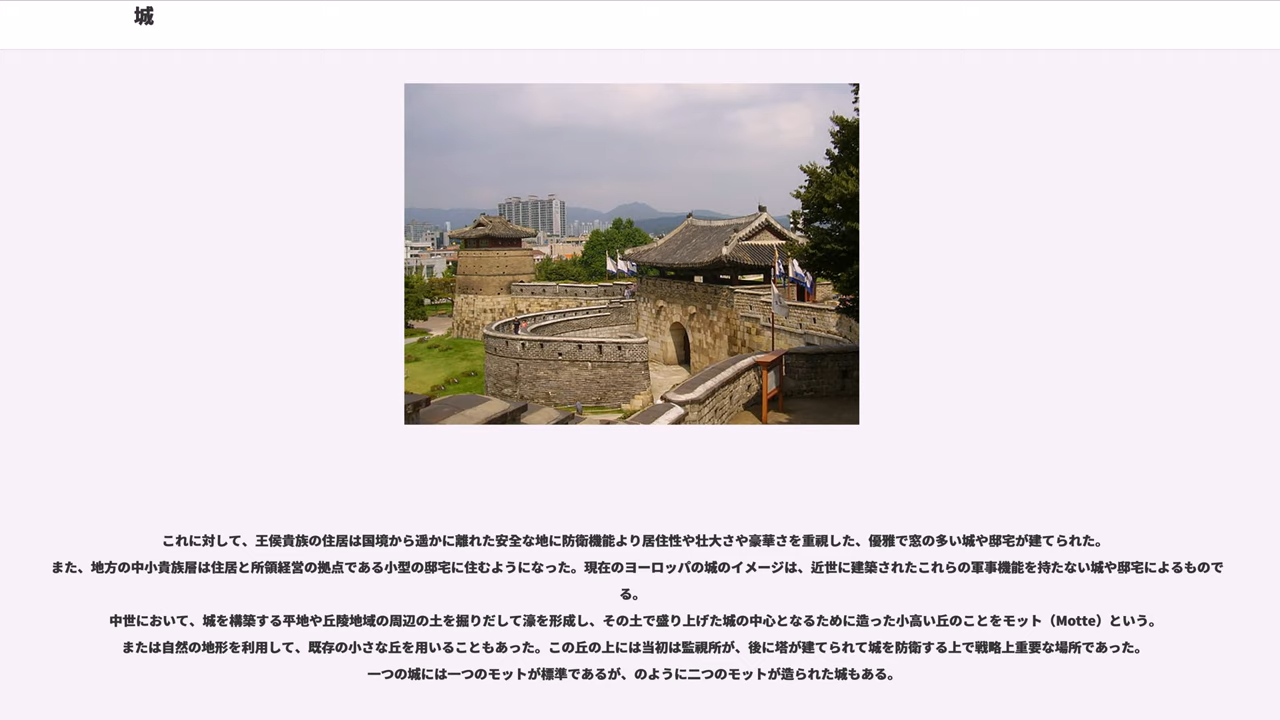 城
これに対して、王侯貴族の住居は国境から遥かに離れた安全な地に防衛機能より居住性や壮大さや豪華さを重視した、優雅で窓の多い城や邸宅が建てられた。
また、地方の中小貴族層は住居と所領経営の拠点である小型の邸宅に住むようになった。現在のヨーロッパの城のイメージは、近世に建築されたこれらの軍事機能を持たない城や邸宅によるもので
る。
中世において、城を構築する平地や丘陵地域の周辺の土を掘りだして濠を形成し、その土で盛り上げた城の中心となるために造った小高い丘のことをモット（Motte）という。
または自然の地形を利用して、既存の小さな丘を用いることもあった。この丘の上には当初は監視所が、後に塔が建てられて城を防衛する上で戦略上重要な場所であった。
一つの城には一つのモットが標準であるが、のように二つのモットが造られた城もある。